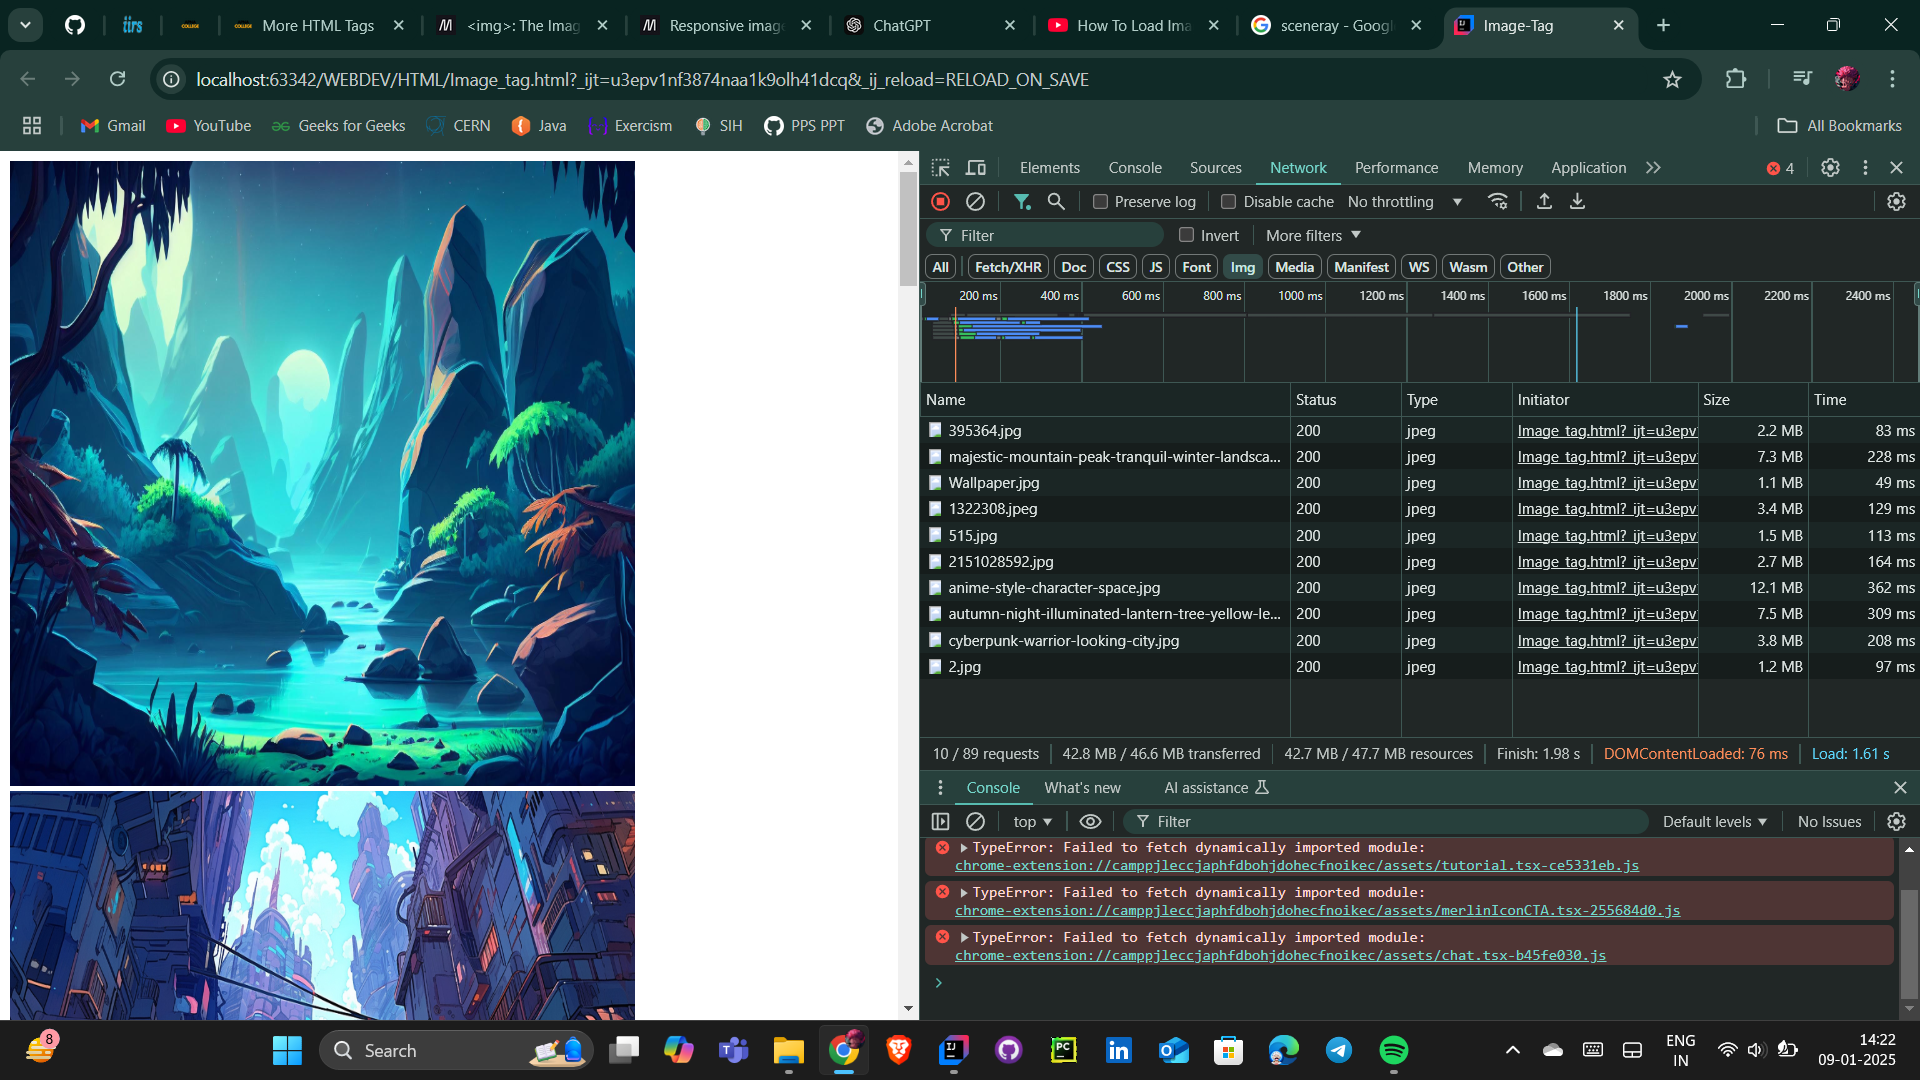 iirs
COLLEGE
COLLEGE More HTML Tags
<img>: The Imag
Responsive image
ChatGPT
How To Load Ima
sceneray - Googl
Image-Tag
localhost:63342/WEBDEV/HTML/Image_tag.html?_ijt=u3epv1nf3874naa1k9olh41dcq&_ij_reload=RELOAD_ON_SAVE
Gmail YouTube Geeks for Geeks CERN Java Exercism SIH PPS PPT Adobe Acrobat All Bookmarks
Elements Console Sources Network Performance Memory Application 4
Preserve log Disable cache No throttling
Filter Invert More filters
All Fetch/XHR Doc CSS JS Font Img Media Manifest WS Wasm Other
200 ms 400 ms 600 ms 800 ms 1000 ms 1200 ms 1400 ms 1600 ms 1800 ms 2000 ms 2200 ms 2400 ms
Name Status Type Initiator Size Time
395364.jpg 200 jpeg Image_tag.html?_ijt=u3epv 2.2 MB 83 ms
majestic-mountain-peak-tranquil-winter-landsca... 200 jpeg Image_tag.html?_ijt=u3epv 7.3 MB 228 ms
Wallpaper.jpg 200 jpeg Image_tag.html?_ijt=u3epv 1.1 MB 49 ms
1322308.jpeg 200 jpeg Image_tag.html?_ijt=u3epv 3.4 MB 129 ms
515.jpg 200 jpeg Image_tag.html?_ijt=u3epv 1.5 MB 113 ms
2151028592.jpg 200 jpeg Image_tag.html?_ijt=u3epv 2.7 MB 164 ms
anime-style-character-space.jpg 200 jpeg Image_tag.html?_ijt=u3epv 12.1 MB 362 ms
autumn-night-illuminated-lantern-tree-yellow-le... 200 jpeg Image_tag.html?_ijt=u3epv 7.5 MB 309 ms
cyberpunk-warrior-looking-city.jpg 200 jpeg Image_tag.html?_ijt=u3epv 3.8 MB 208 ms
2.jpg 200 jpeg Image_tag.html?_ijt=u3epv 1.2 MB 97 ms
10 / 89 requests 42.8 MB / 46.6 MB transferred 42.7 MB / 47.7 MB resources Finish: 1.98 s DOMContentLoaded: 76 ms Load: 1.61 s
Console What's new AI assistance
top Filter Default levels No Issues
TypeError: Failed to fetch dynamically imported module:
chrome-extension://camppjleccjaphfdbohjdohecfnoikec/assets/tutorial.tsx-ce5331eb.js
TypeError: Failed to fetch dynamically imported module:
chrome-extension://camppjleccjaphfdbohjdohecfnoikec/assets/merlinIconCTA.tsx-255684d0.js
TypeError: Failed to fetch dynamically imported module:
chrome-extension://camppjleccjaphfdbohjdohecfnoikec/assets/chat.tsx-b45fe030.js
8
Search
ENG
IN
14:22
09-01-2025